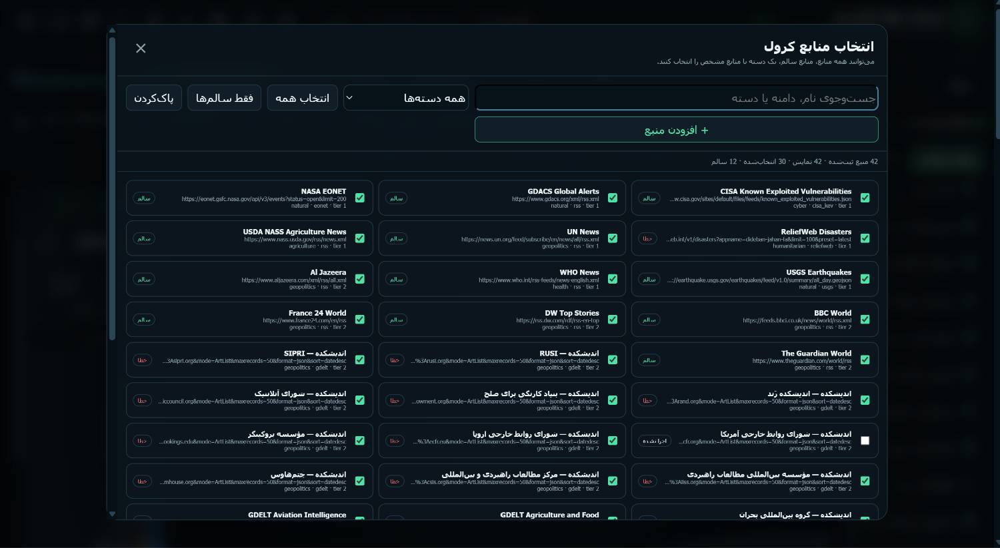 انتخاب منابع کرول
می‌توانید همه منابع، منابع سالم، یک دسته یا منابع مشخص را انتخاب کنید.
جست‌وجوی نام، دامنه یا دسته
همه دسته‌ها
انتخاب همه
فقط سالم‌ها
پاک‌کردن
+ افزودن منبع
42 منبع ثبت‌شده · 42 نمایش · 30 انتخاب‌شده · 12 سالم
CISA Known Exploited Vulnerabilities
...w.cisa.gov/sites/default/files/feeds/known_exploited_vulnerabilities.json
cyber · cisa_kev · tier 1
سالم
GDACS Global Alerts
https://www.gdacs.org/xml/rss.xml
natural · rss · tier 1
سالم
NASA EONET
https://eonet.gsfc.nasa.gov/api/v3/events?status=open&limit=200
natural · eonet · tier 1
سالم
ReliefWeb Disasters
...eb.int/v1/disasters?appname=dideban-jahan-fa&limit=100&preset=latest
humanitarian · reliefweb · tier 1
خطا
UN News
https://news.un.org/feed/subscribe/en/news/all/rss.xml
geopolitics · rss · tier 1
سالم
USDA NASS Agriculture News
https://www.nass.usda.gov/rss/news.xml
agriculture · rss · tier 1
سالم
USGS Earthquakes
...://earthquake.usgs.gov/earthquakes/feed/v1.0/summary/all_day.geojson
natural · usgs · tier 1
سالم
WHO News
https://www.who.int/rss-feeds/news-english.xml
health · rss · tier 1
سالم
Al Jazeera
https://www.aljazeera.com/xml/rss/all.xml
geopolitics · rss · tier 2
سالم
BBC World
https://feeds.bbci.co.uk/news/world/rss.xml
geopolitics · rss · tier 2
سالم
DW Top Stories
https://rss.dw.com/rdf/rss-en-top
geopolitics · rss · tier 2
سالم
France 24 World
https://www.france24.com/en/rss
geopolitics · rss · tier 2
سالم
The Guardian World
https://www.theguardian.com/world/rss
geopolitics · rss · tier 2
سالم
اندیشکده — RUSI
...%3Arusi.org&mode=ArtList&maxrecords=50&format=json&sort=datedesc
geopolitics · gdelt · tier 2
خطا
اندیشکده — SIPRI
...3Asipri.org&mode=ArtList&maxrecords=50&format=json&sort=datedesc
geopolitics · gdelt · tier 2
خطا
اندیشکده — اندیشکده رَند
...3Arand.org&mode=ArtList&maxrecords=50&format=json&sort=datedesc
geopolitics · gdelt · tier 2
خطا
اندیشکده — بنیاد کارنگی برای صلح
...owment.org&mode=ArtList&maxrecords=50&format=json&sort=datedesc
geopolitics · gdelt · tier 2
خطا
اندیشکده — شورای آتلانتیک
...iccouncil.org&mode=ArtList&maxrecords=50&format=json&sort=datedesc
geopolitics · gdelt · tier 2
خطا
اندیشکده — شورای روابط خارجی آمریکا
...cfr.org&mode=ArtList&maxrecords=50&format=json&sort=datedesc
geopolitics · gdelt · tier 2
اجرا نشده
اندیشکده — شورای روابط خارجی اروپا
...%3Aecfr.eu&mode=ArtList&maxrecords=50&format=json&sort=datedesc
geopolitics · gdelt · tier 2
خطا
اندیشکده — مؤسسه بروکینگز
...ookings.edu&mode=ArtList&maxrecords=50&format=json&sort=datedesc
geopolitics · gdelt · tier 2
خطا
اندیشکده — مؤسسه بین‌المللی مطالعات راهبردی
...%3Aiiss.org&mode=ArtList&maxrecords=50&format=json&sort=datedesc
geopolitics · gdelt · tier 2
خطا
اندیشکده — مرکز مطالعات راهبردی و بین‌المللی
...%3Acsis.org&mode=ArtList&maxrecords=50&format=json&sort=datedesc
geopolitics · gdelt · tier 2
خطا
اندیشکده — چتم‌هاوس
...mhouse.org&mode=ArtList&maxrecords=50&format=json&sort=datedesc
geopolitics · gdelt · tier 2
خطا
اندیشکده — گروه بین‌المللی بحران
GDELT Agriculture and Food
GDELT Aviation Intelligence